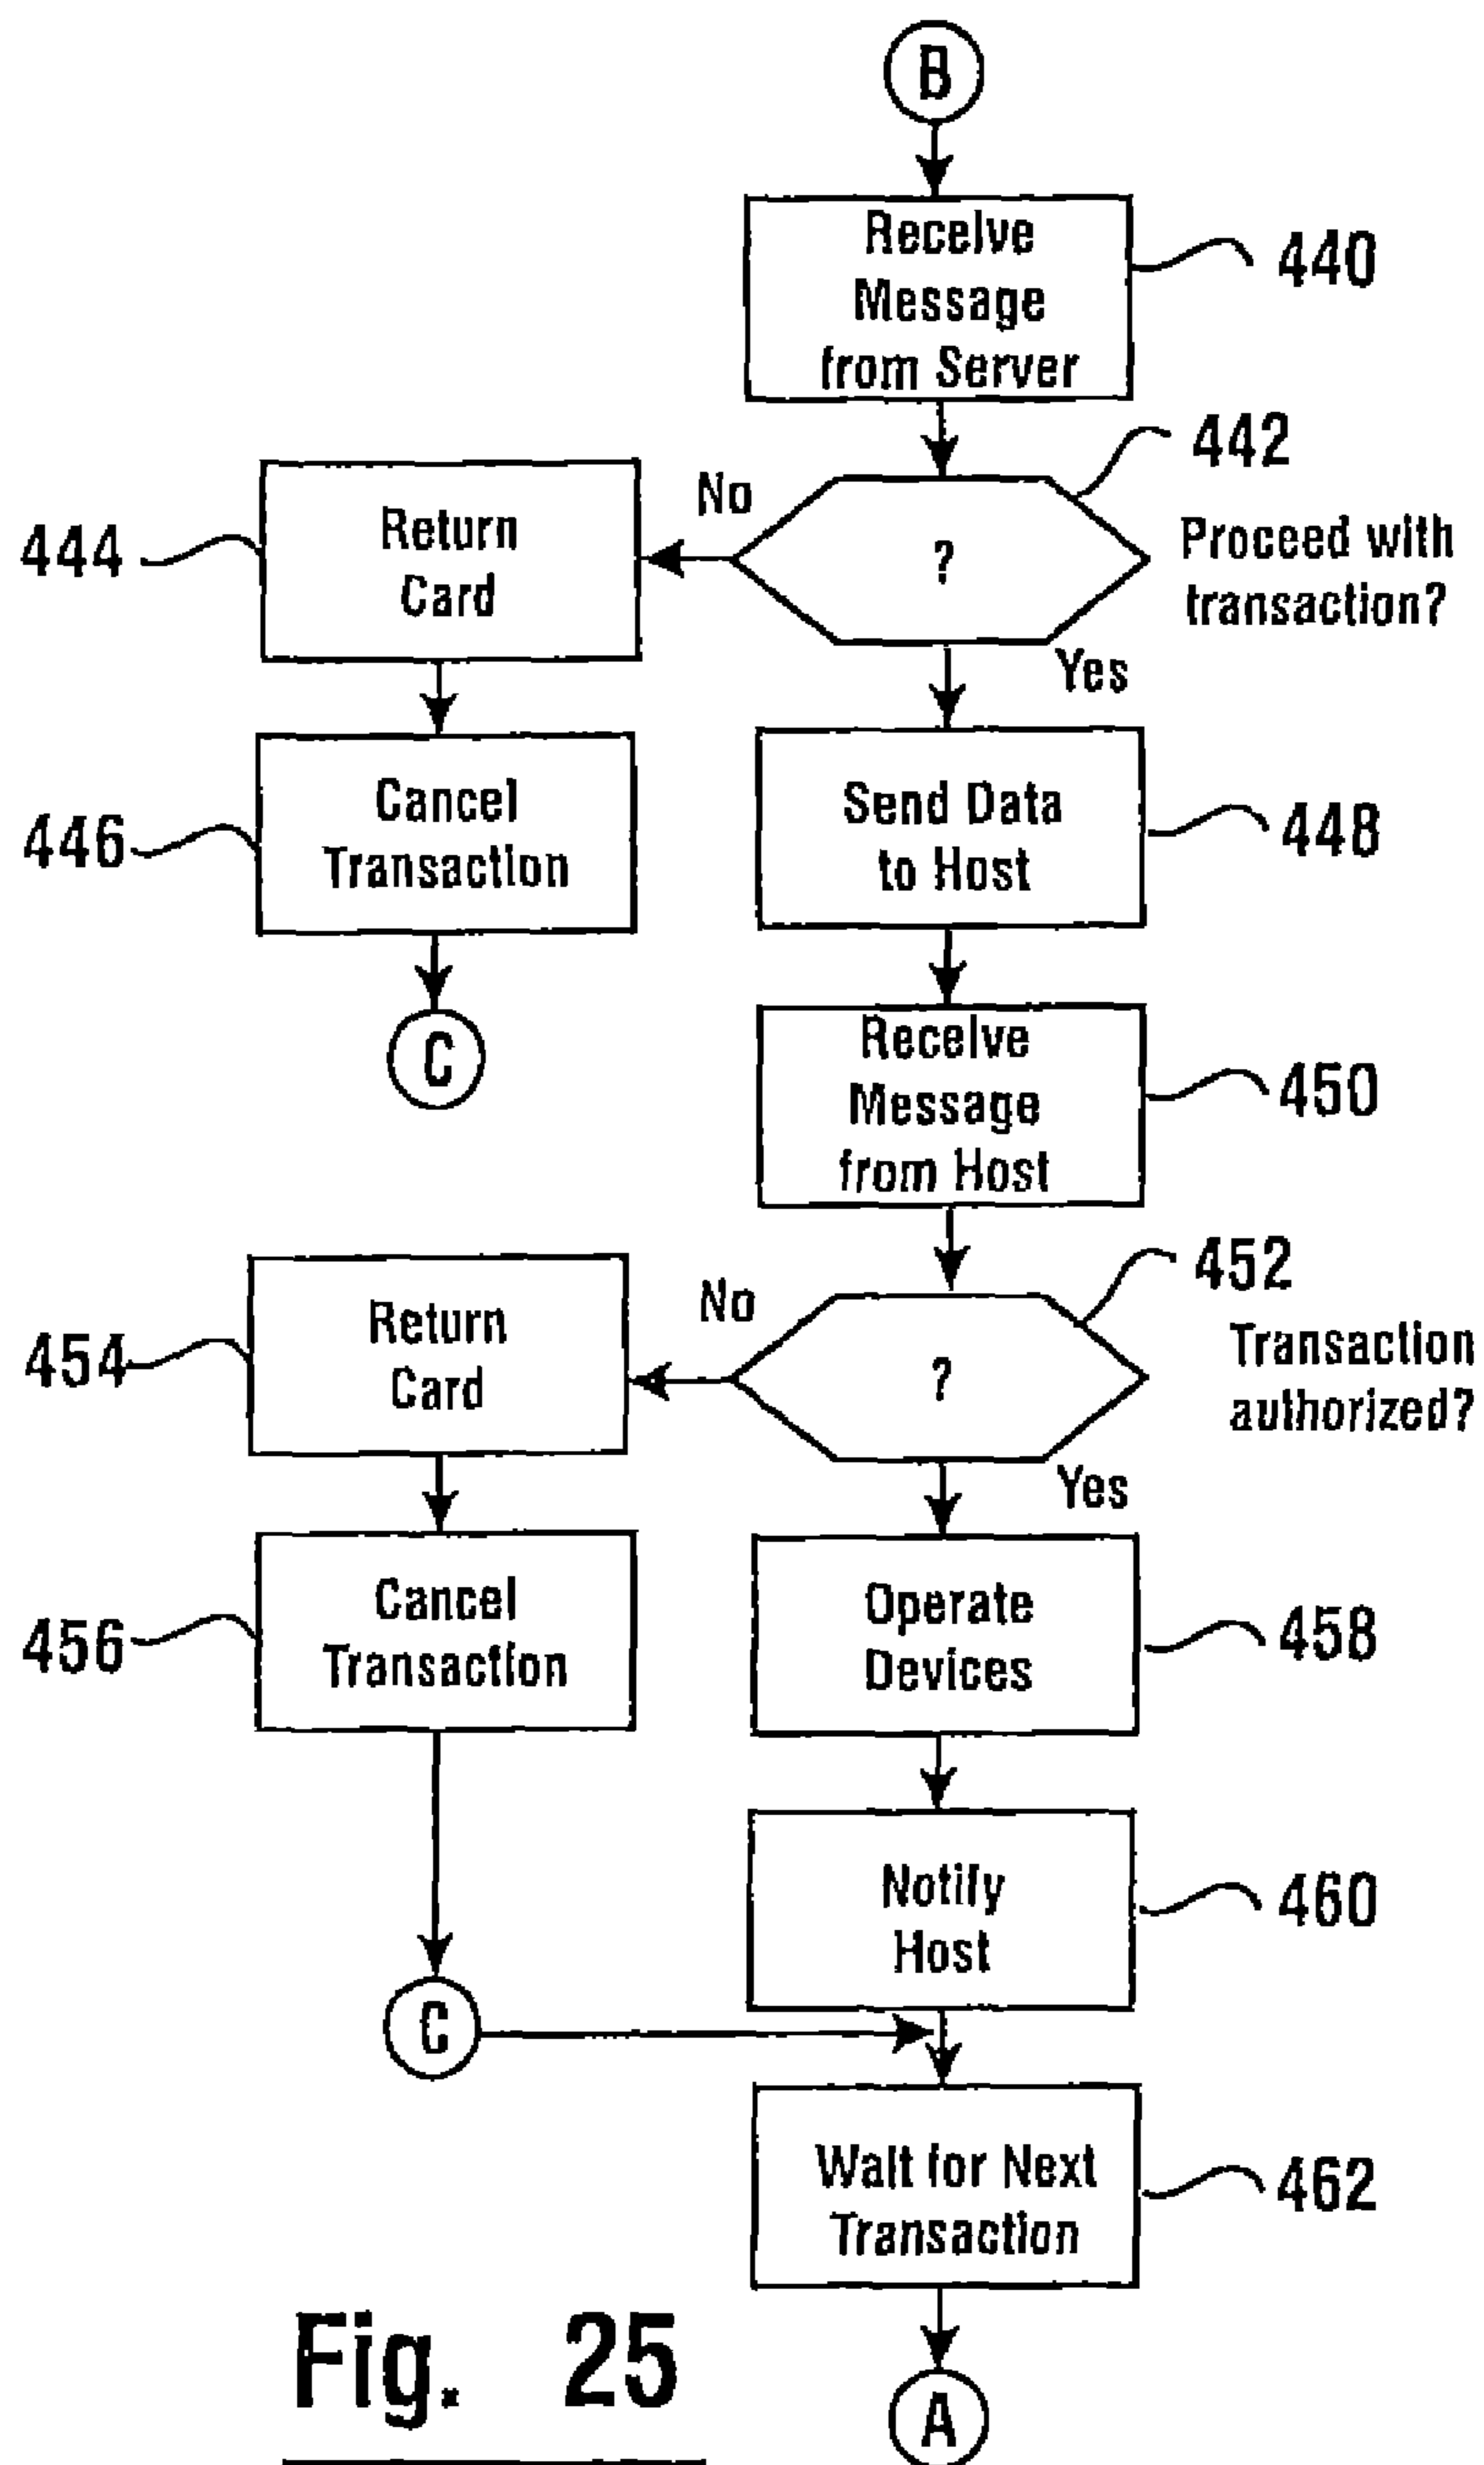 B
Receive
Message
from Server
440
442
No
?
Proceed with
transaction?
Yes
444
Return
Card
446
Cancel
Transaction
C
Send Data
to Host
448
Receive
Message
from Host
450
452
No
?
Transaction
authorized?
Yes
454
Return
Card
456
Cancel
Transaction
C
Operate
Devices
458
Notify
Host
460
Wait for Next
Transaction
462
A
Fig. 25